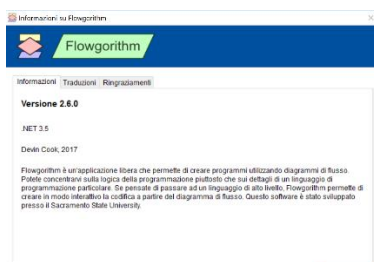 Informazioni su Flowgorithm
Flowgorithm
Informazioni Traduzioni Ringraziamenti
Versione 2.6.0
.NET 3.5
Devin Cook, 2017
Flowgorithm è un'applicazione libera che permette di creare programmi utilizzando diagrammi di flusso.
Potete concentrarvi sulla logica della programmazione piuttosto che sui dettagli di un linguaggio di
programmazione particolare. Se pensate di passare ad un linguaggio di alto livello, Flowgorithm permette di
creare in modo interattivo la codifica a partire del diagramma di flusso. Questo software è stato sviluppato
presso il Sacramento State University.